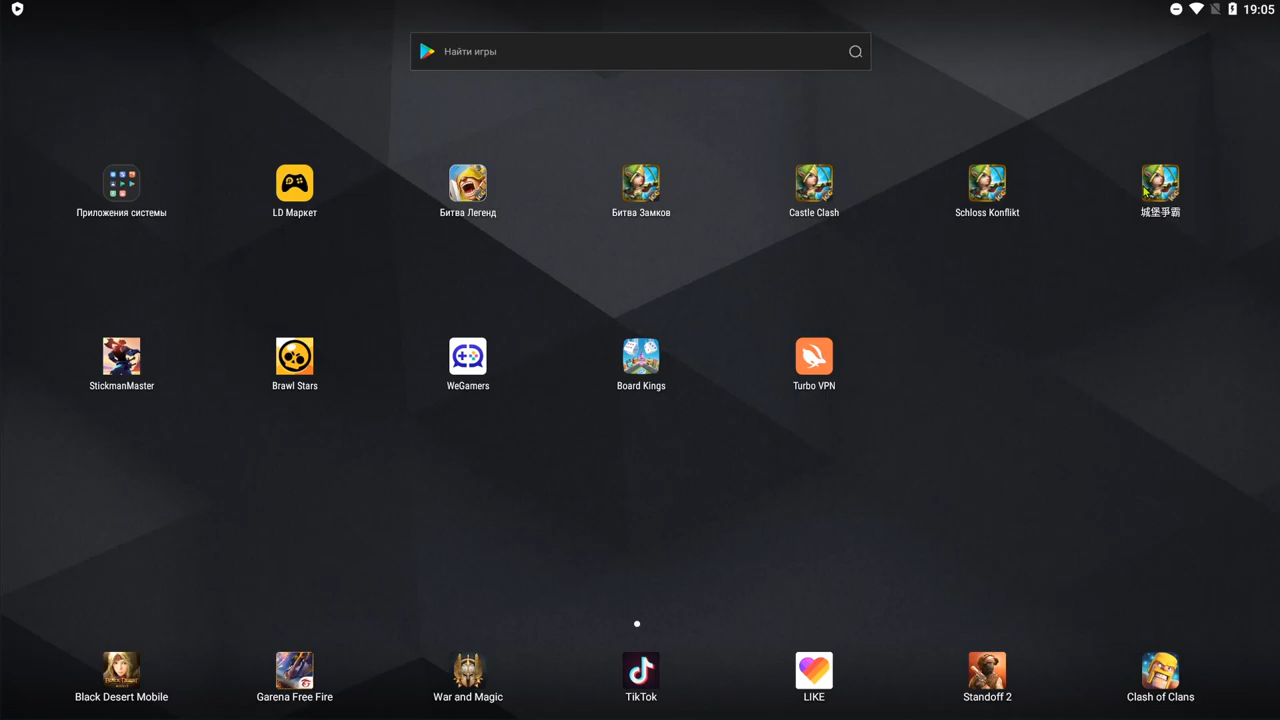 19:05
Найти игры
Приложения системы
LD Маркет
Битва Легенд
Битва Замков
Castle Clash
Schloss Konflikt
城堡爭霸
StickmanMaster
Brawl Stars
WeGamers
Board Kings
Turbo VPN
Black Desert Mobile
Garena Free Fire
War and Magic
TikTok
LIKE
Standoff 2
Clash of Clans